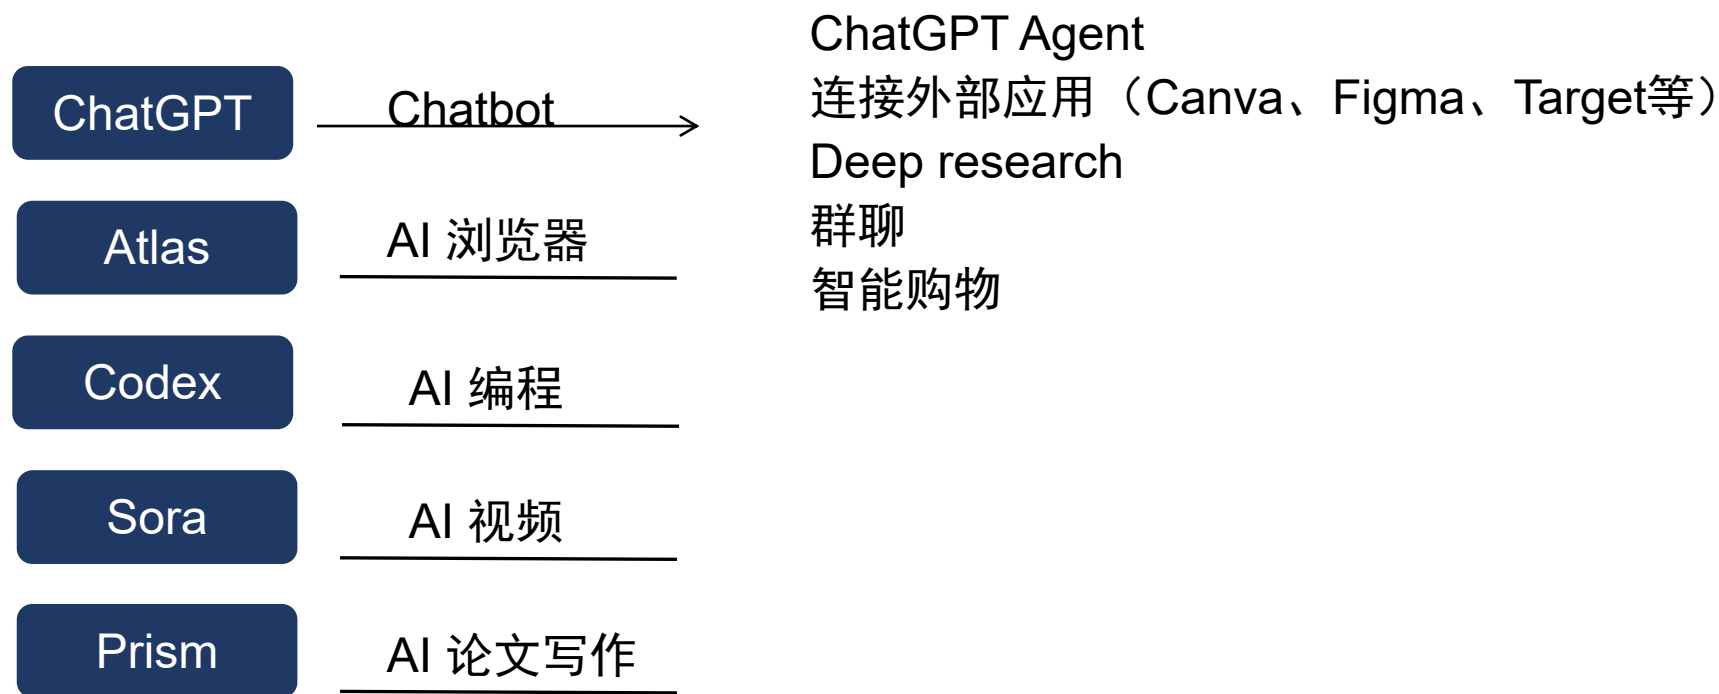 ChatGPT
Chatbot
ChatGPT Agent
连接外部应用（Canva、Figma、Target等）
Deep research
群聊
智能购物
Atlas
AI 浏览器
Codex
AI 编程
Sora
AI 视频
Prism
AI 论文写作